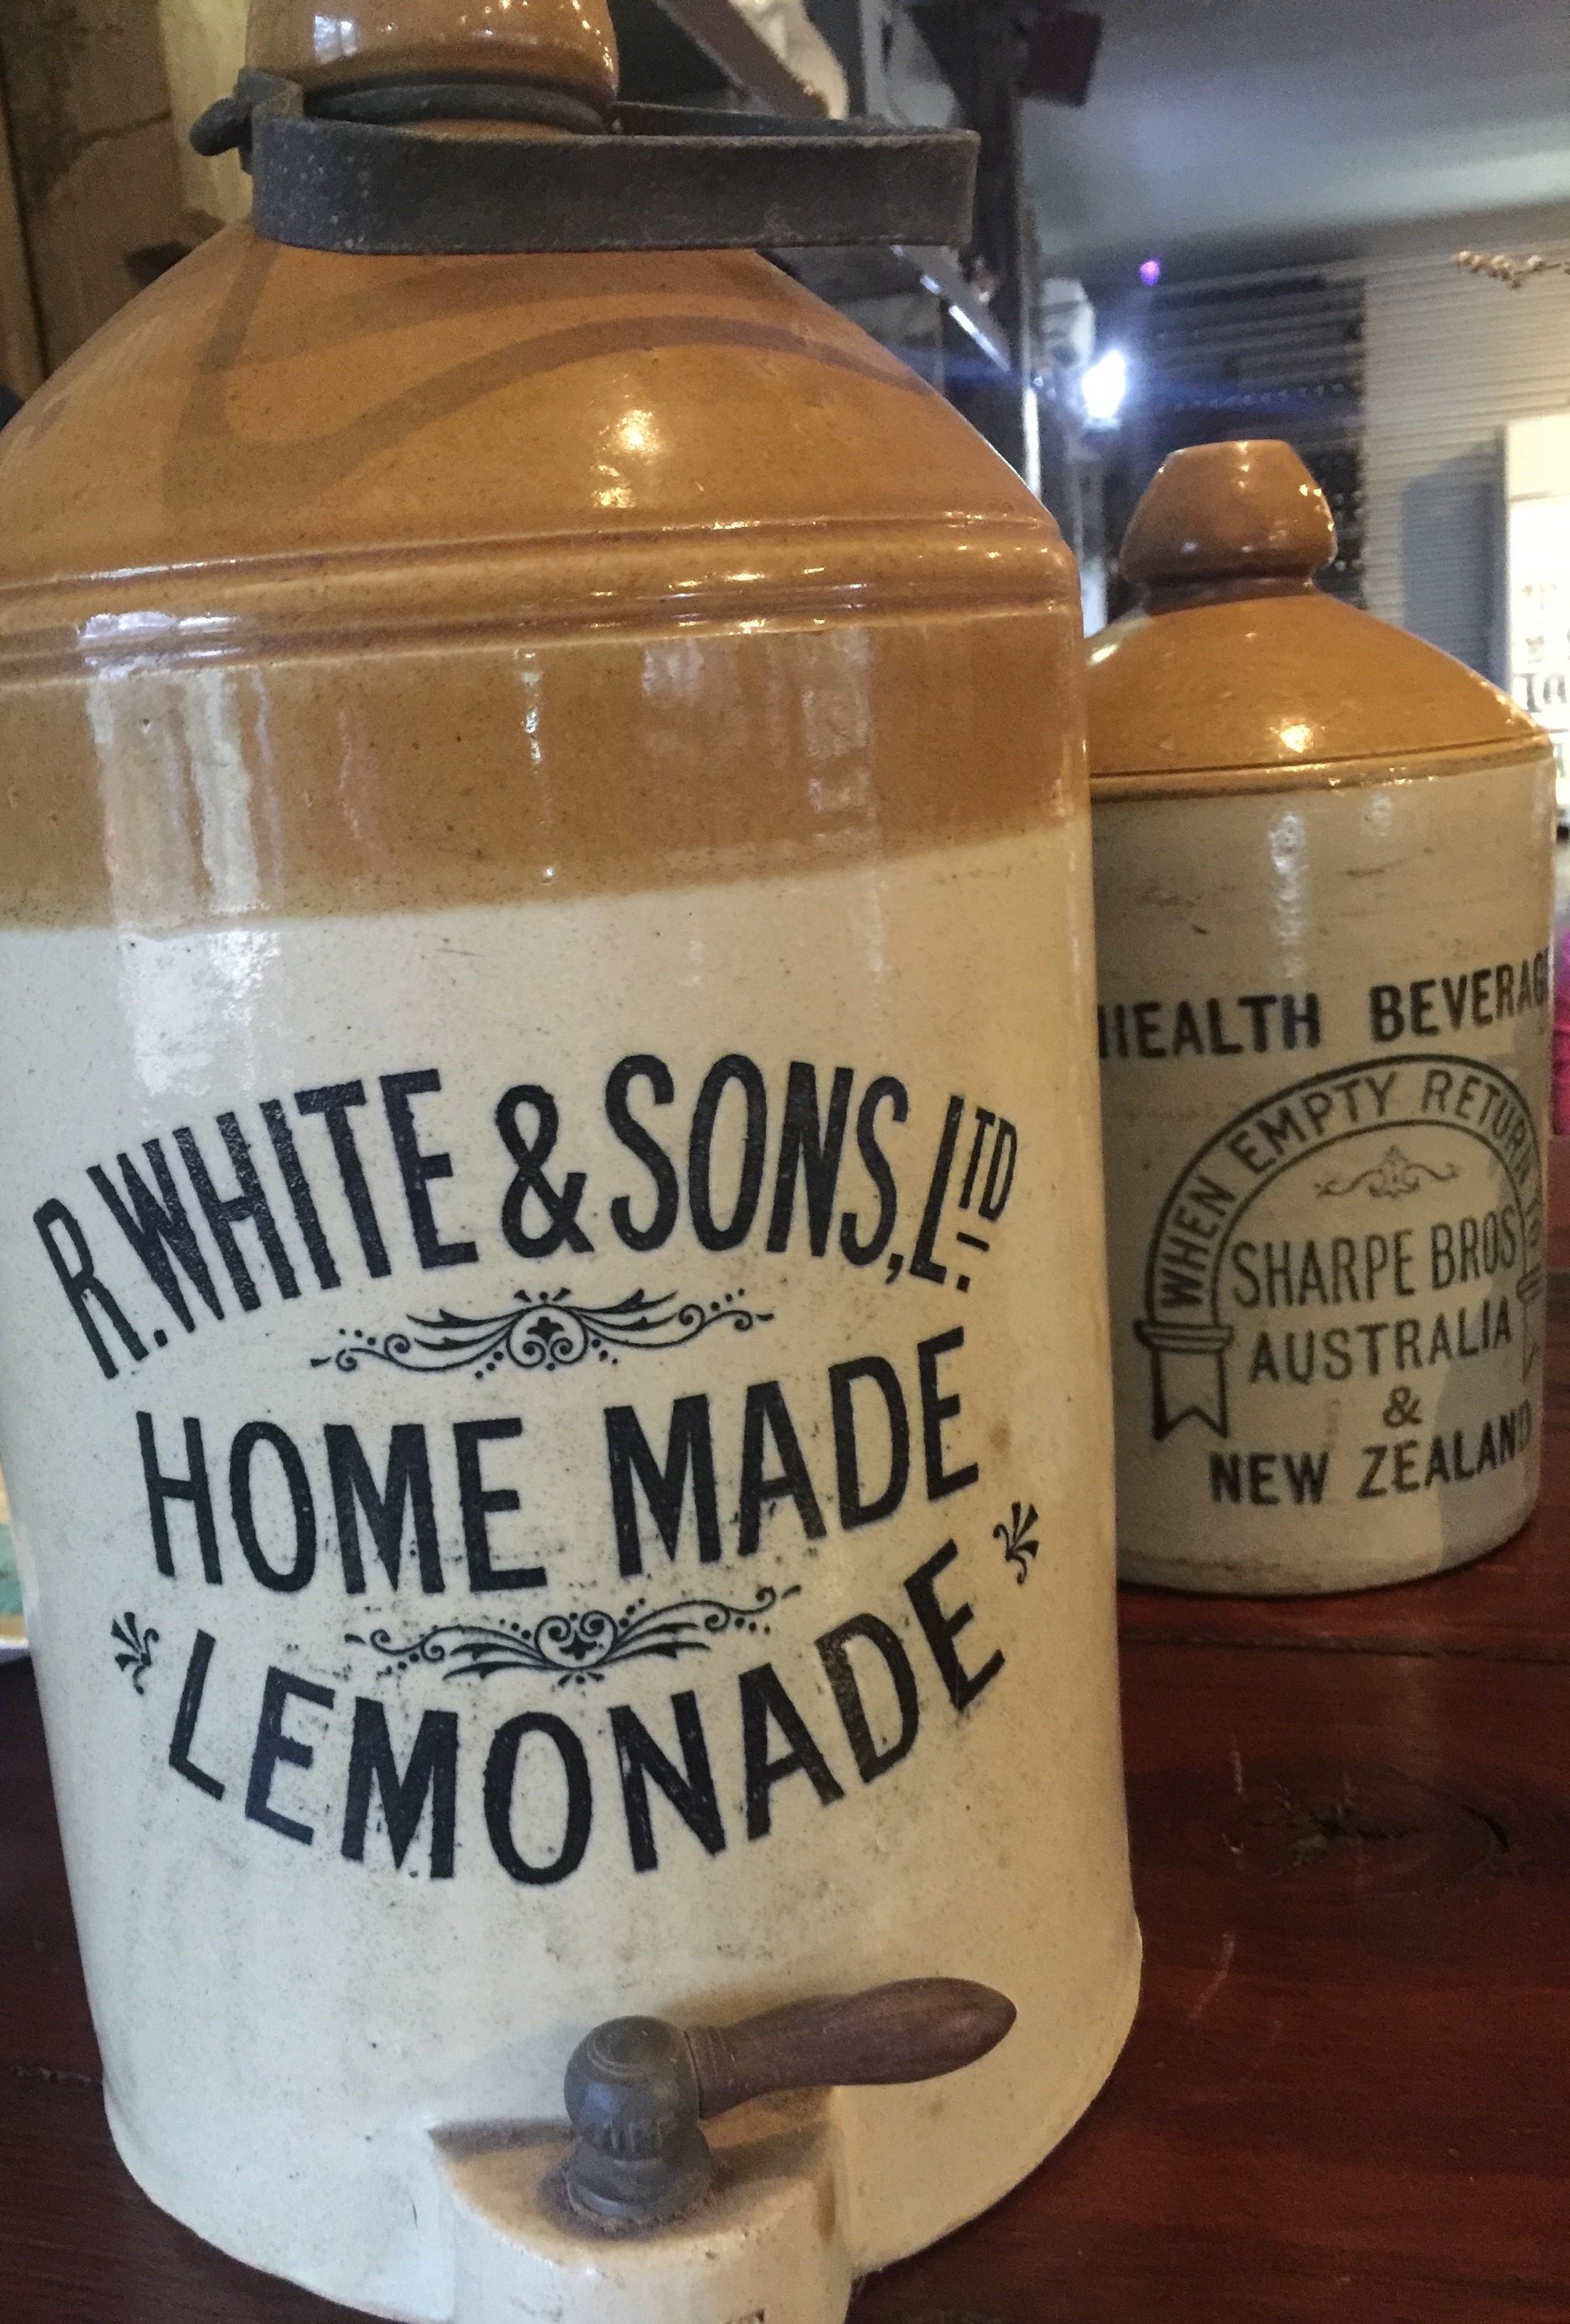 R. WHITE & SONS, LTD.
HOME MADE
LEMONADE
HEALTH BEVERAG
WHEN EMPTY RETURN TO
SHARPE BROS
AUSTRALIA
&
NEW ZEALAND